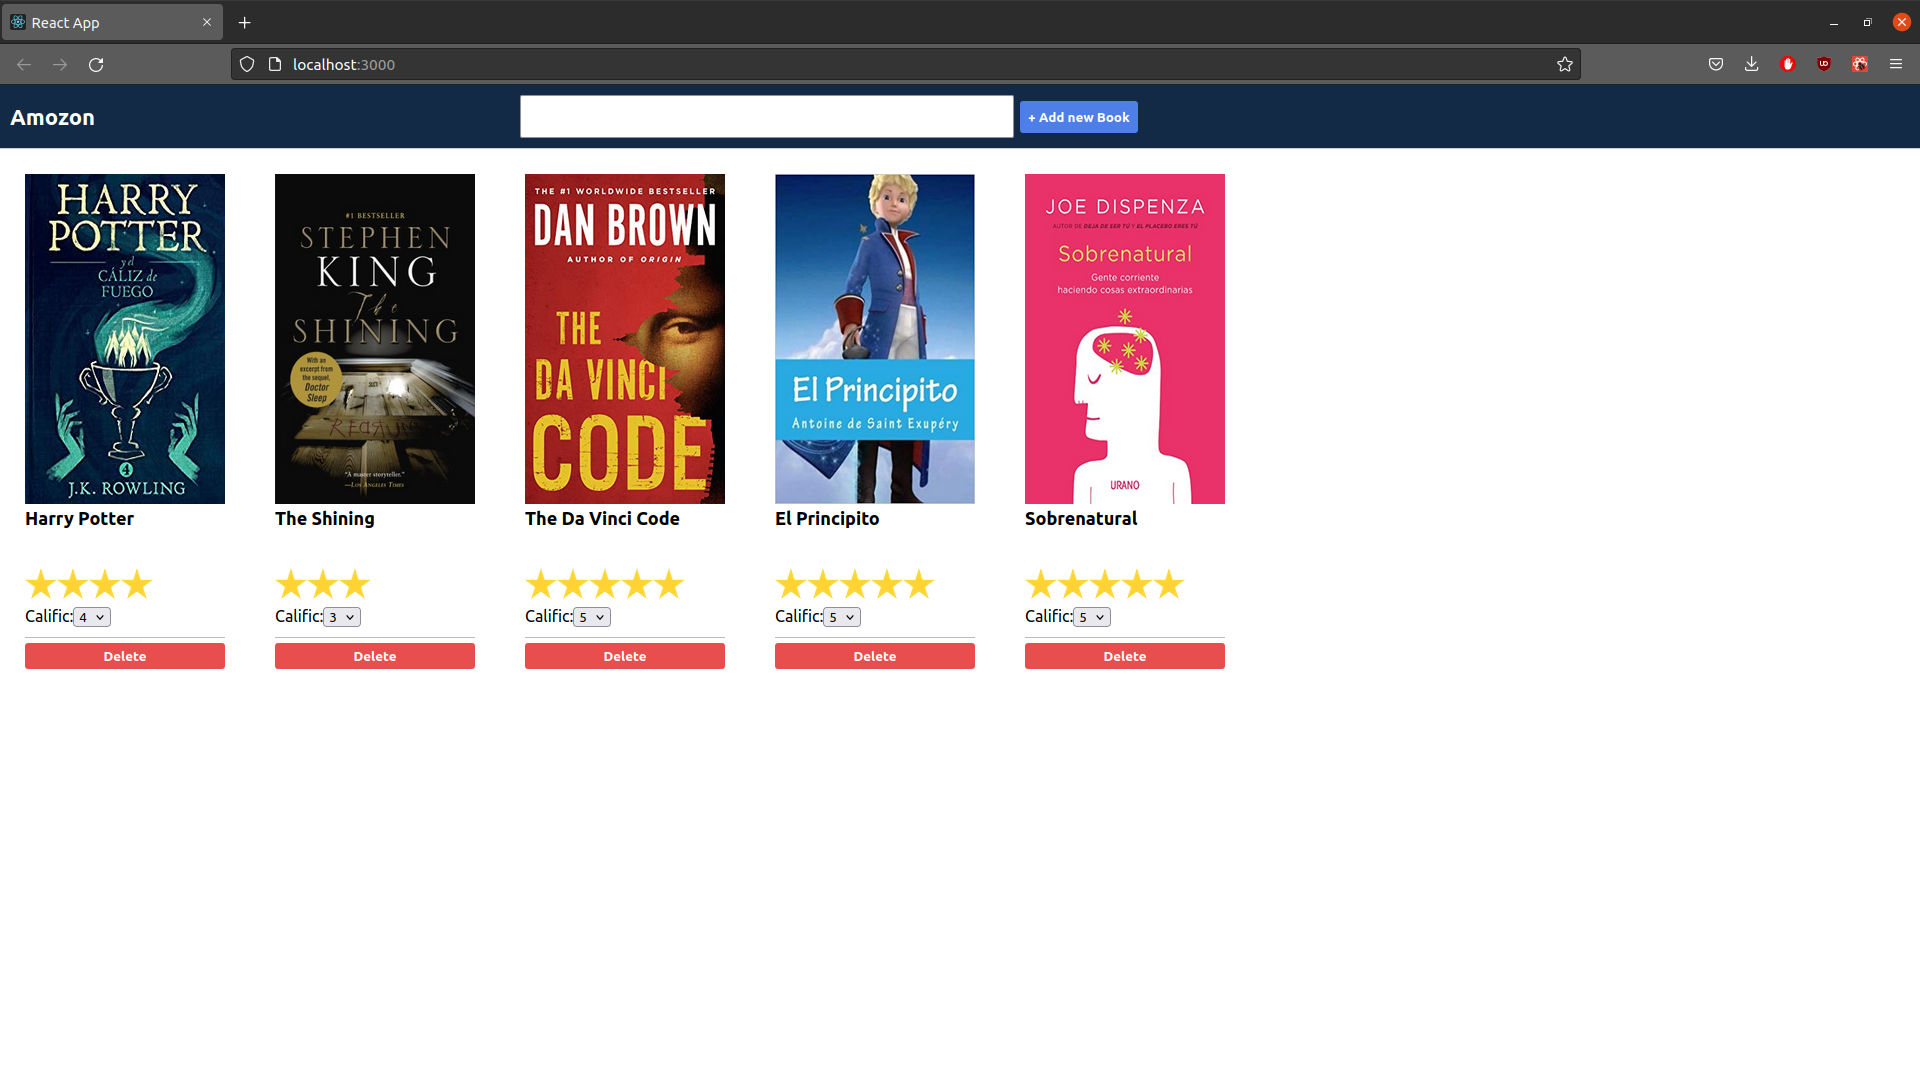 React App
localhost:3000
Amozon
+ Add new Book
HARRY
POTTER
y el
CÁLIZ de
FUEGO
4
J.K. ROWLING
Harry Potter
Calific: 4
Delete
#1 BESTSELLER
STEPHEN
KING
The
SHINING
With an
excerpt from
the sequel,
Doctor
Sleep
REDRUM
"A master storyteller."
—Los Angeles Times
The Shining
Calific: 3
Delete
THE #1 WORLDWIDE BESTSELLER
DAN BROWN
AUTHOR OF ORIGIN
THE
DA VINCI
CODE
The Da Vinci Code
Calific: 5
Delete
El Principito
Antoine de Saint Exupéry
El Principito
Calific: 5
Delete
JOE DISPENZA
AUTOR DE DEJA DE SER TÚ Y EL PLACEBO ERES TÚ
Sobrenatural
Gente corriente
haciendo cosas extraordinarias
URANO
Sobrenatural
Calific: 5
Delete